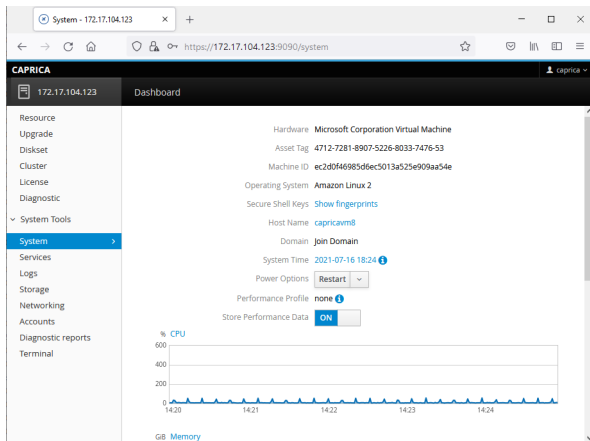 System - 172.17.104.123
https://172.17.104.123:9090/system
CAPRICA
caprica
172.17.104.123
Dashboard
Resource
Upgrade
Diskset
Cluster
License
Diagnostic
System Tools
System
Services
Logs
Storage
Networking
Accounts
Diagnostic reports
Terminal
Hardware Microsoft Corporation Virtual Machine
Asset Tag 4712-7281-8907-5226-8033-7476-53
Machine ID ec2d0f46985d6ec5013a525e909aa54e
Operating System Amazon Linux 2
Secure Shell Keys Show fingerprints
Host Name capricavm8
Domain Join Domain
System Time 2021-07-16 18:24
Power Options Restart
Performance Profile none
Store Performance Data ON
% CPU
600
400
200
0
14:20 14:21 14:22 14:23 14:24
GiB Memory